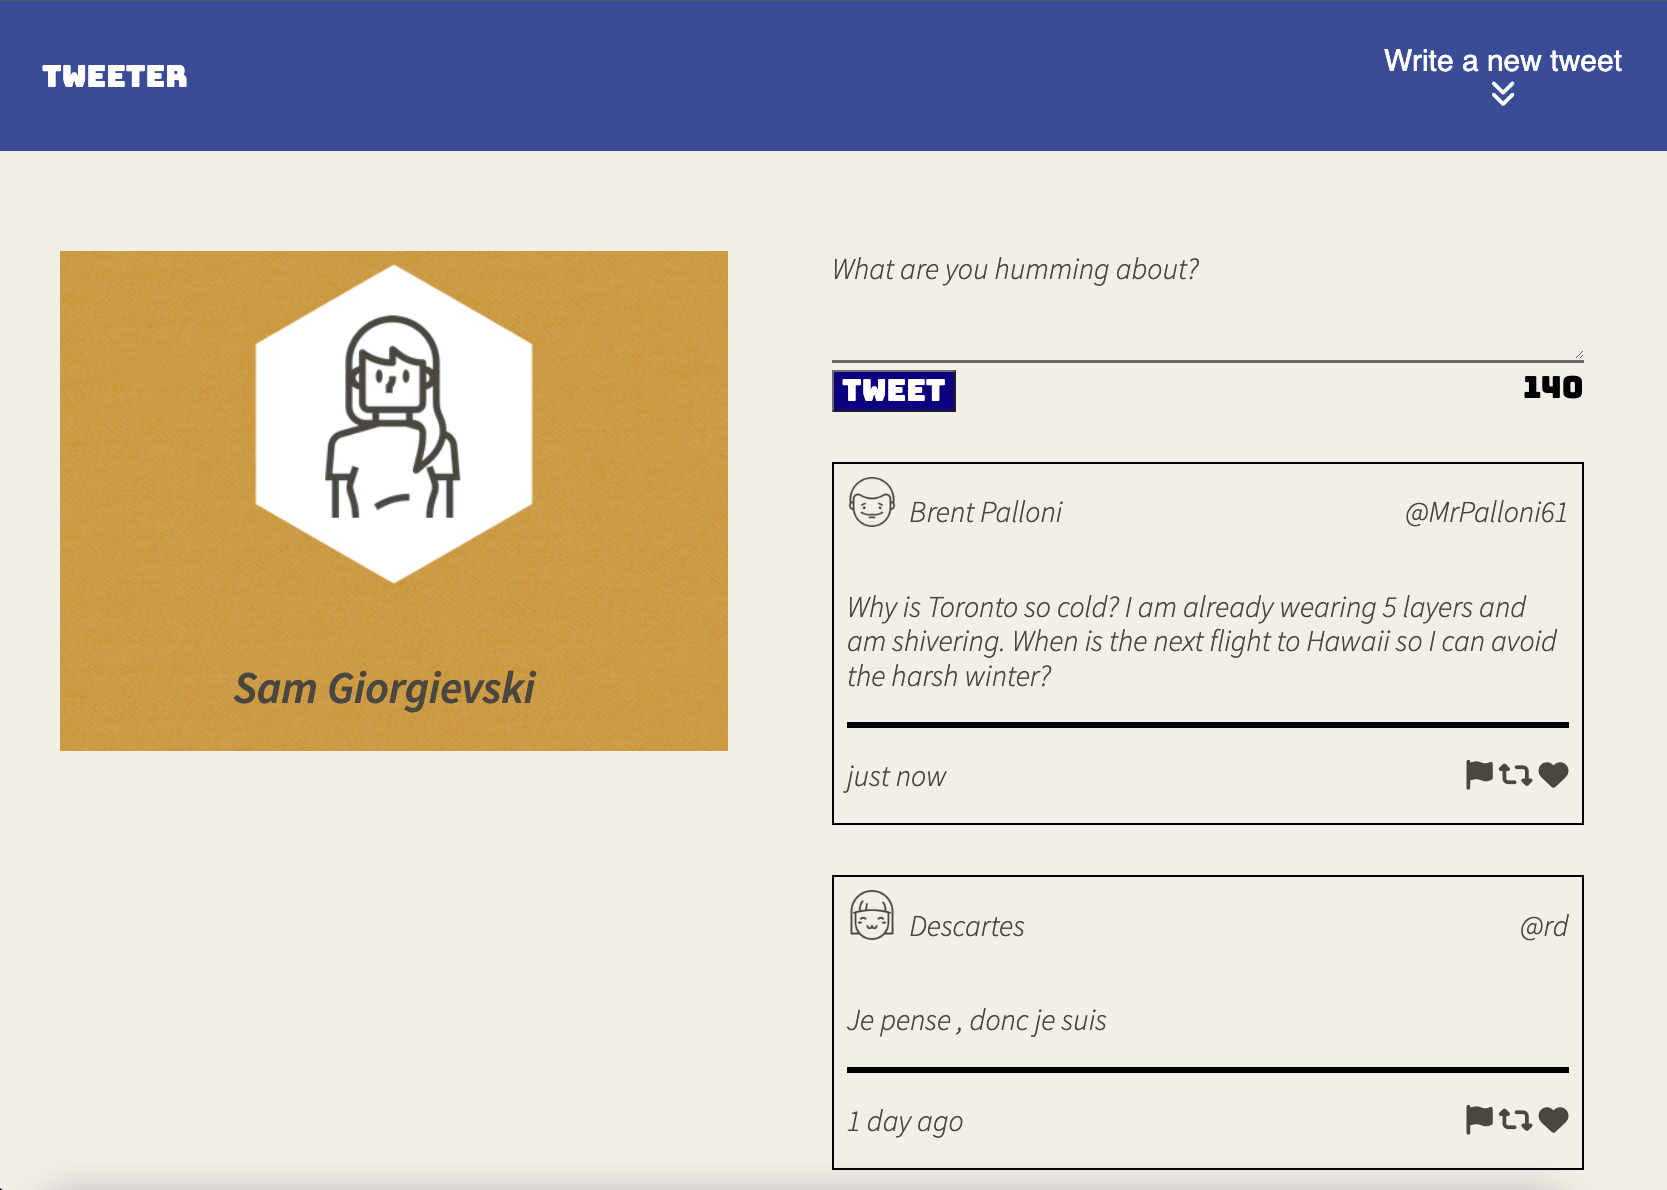 TWEETER
Write a new tweet
Sam Giorgievski
What are you humming about?
TWEET
140
Brent Palloni
@MrPalloni61
Why is Toronto so cold? I am already wearing 5 layers and
am shivering. When is the next flight to Hawaii so I can avoid
the harsh winter?
just now
Descartes
@rd
Je pense , donc je suis
1 day ago